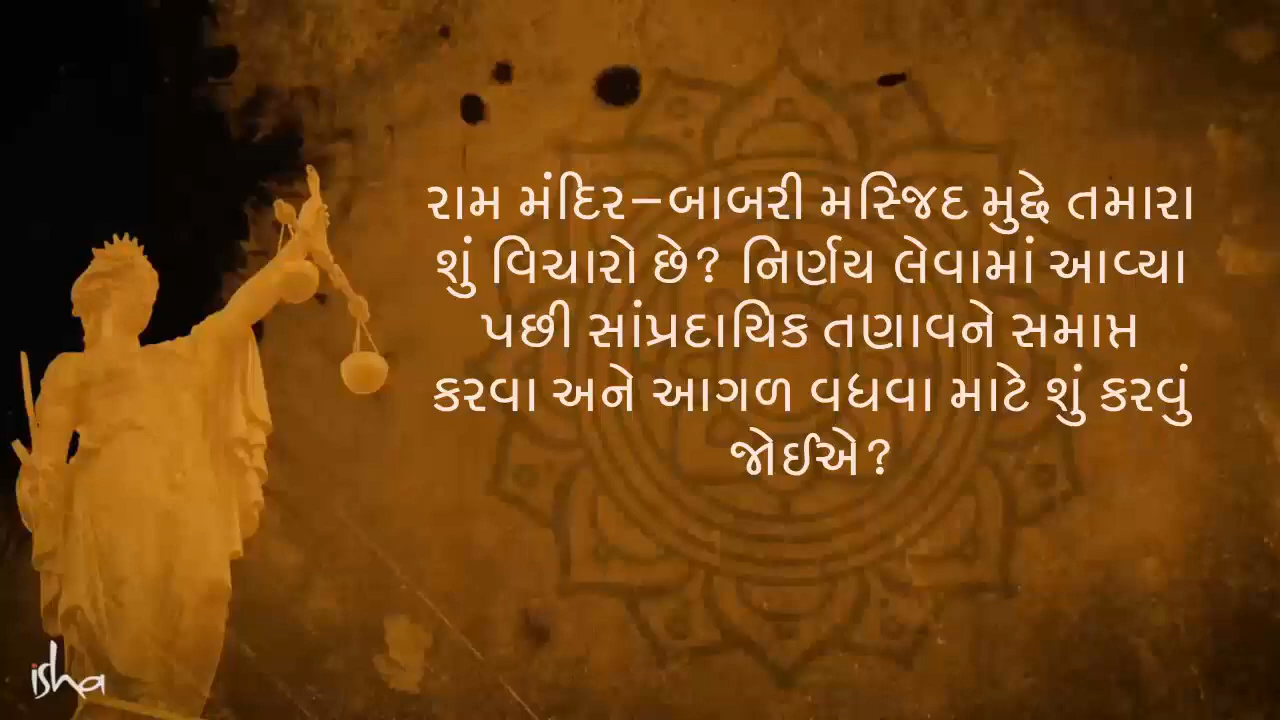 રામ મંદિર–બાબરી મસ્જિદ મુદ્દે તમારા
શું વિચારો છે? નિર્ણય લેવામાં આવ્યા
પછી સાંપ્રદાયિક તણાવને સમાપ્ત
કરવા અને આગળ વધવા માટે શું કરવું
જોઈએ?
isha